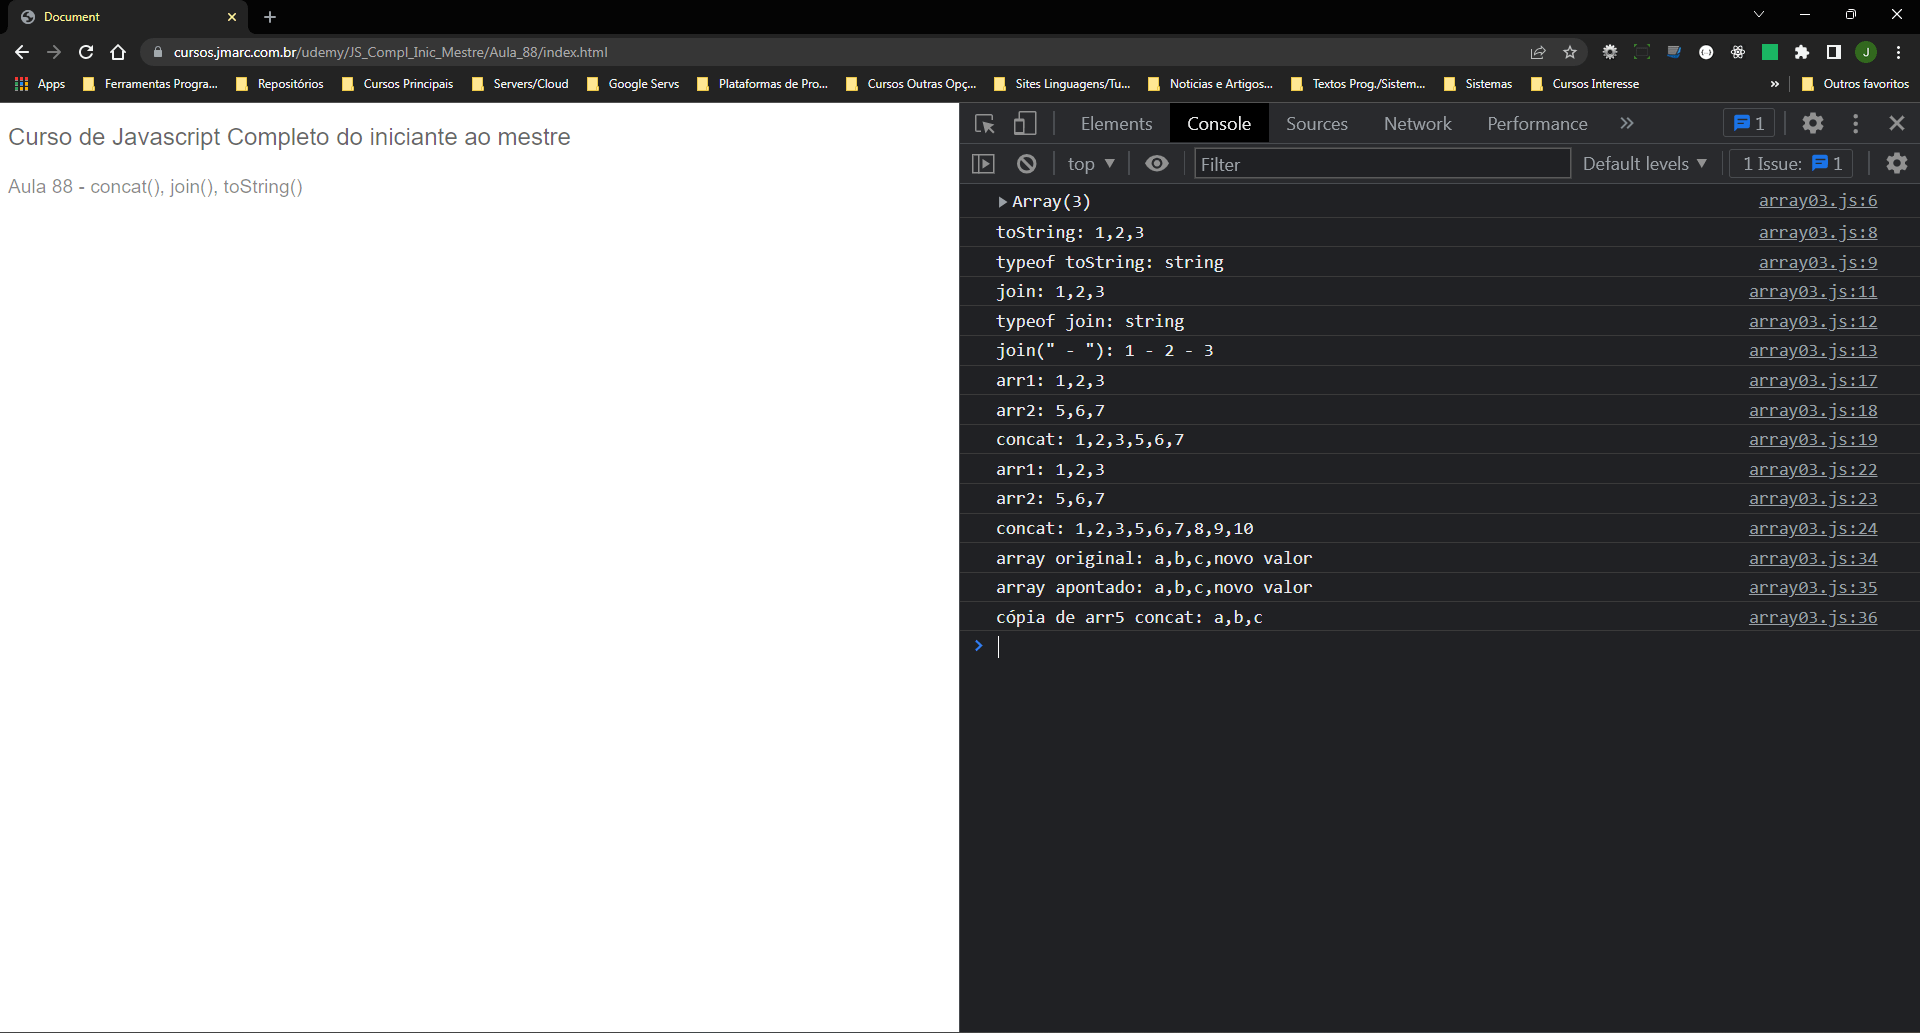 Document
cursos.jmarc.com.br/udemy/JS_Compl_Inic_Mestre/Aula_88/index.html
J
Apps Ferramentas Progra... Repositórios Cursos Principais Servers/Cloud Google Servs Plataformas de Pro... Cursos Outras Opç... Sites Linguagens/Tu... Noticias e Artigos... Textos Prog./Sistem... Sistemas Cursos Interesse » Outros favoritos
Curso de Javascript Completo do iniciante ao mestre
Aula 88 - concat(), join(), toString()
Elements Console Sources Network Performance » 1
top Filter Default levels 1 Issue: 1
Array(3) array03.js:6
toString: 1,2,3 array03.js:8
typeof toString: string array03.js:9
join: 1,2,3 array03.js:11
typeof join: string array03.js:12
join(" - "): 1 - 2 - 3 array03.js:13
arr1: 1,2,3 array03.js:17
arr2: 5,6,7 array03.js:18
concat: 1,2,3,5,6,7 array03.js:19
arr1: 1,2,3 array03.js:22
arr2: 5,6,7 array03.js:23
concat: 1,2,3,5,6,7,8,9,10 array03.js:24
array original: a,b,c,novo valor array03.js:34
array apontado: a,b,c,novo valor array03.js:35
cópia de arr5 concat: a,b,c array03.js:36